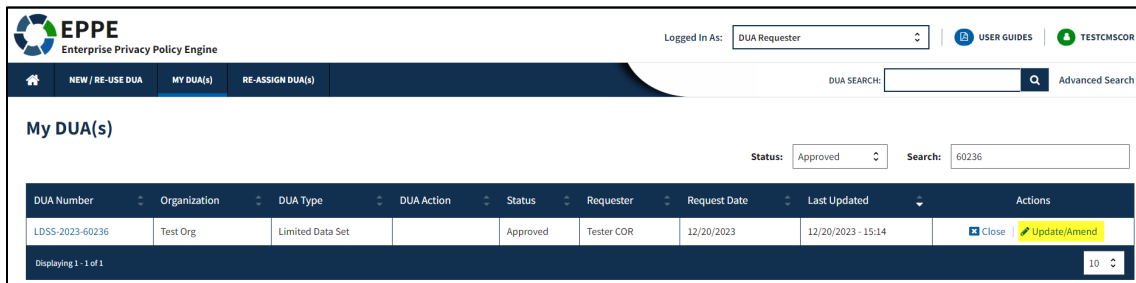 EPPE
Enterprise Privacy Policy Engine
Logged In As: DUA Requester USER GUIDES TESTCMSCOR
NEW / RE-USE DUA MY DUA(s) RE-ASSIGN DUA(s) DUA SEARCH: Advanced Search
My DUA(s)
Status: Approved Search: 60236
DUA Number Organization DUA Type DUA Action Status Requester Request Date Last Updated Actions
LDSS-2023-60236 Test Org Limited Data Set Approved Tester COR 12/20/2023 12/20/2023 - 15:14 Close | Update/Amend
Displaying 1 - 1 of 1 10